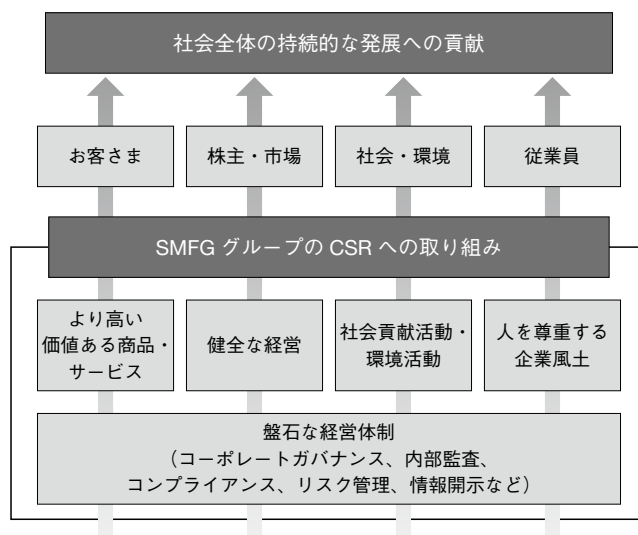 社会全体の持続的な発展への貢献
お客さま
株主・市場
社会・環境
従業員
SMFG グループの CSR への取り組み
より高い
価値ある商品・
サービス
健全な経営
社会貢献活動・
環境活動
人を尊重する
企業風土
盤石な経営体制
（コーポレートガバナンス、内部監査、
コンプライアンス、リスク管理、情報開示など）